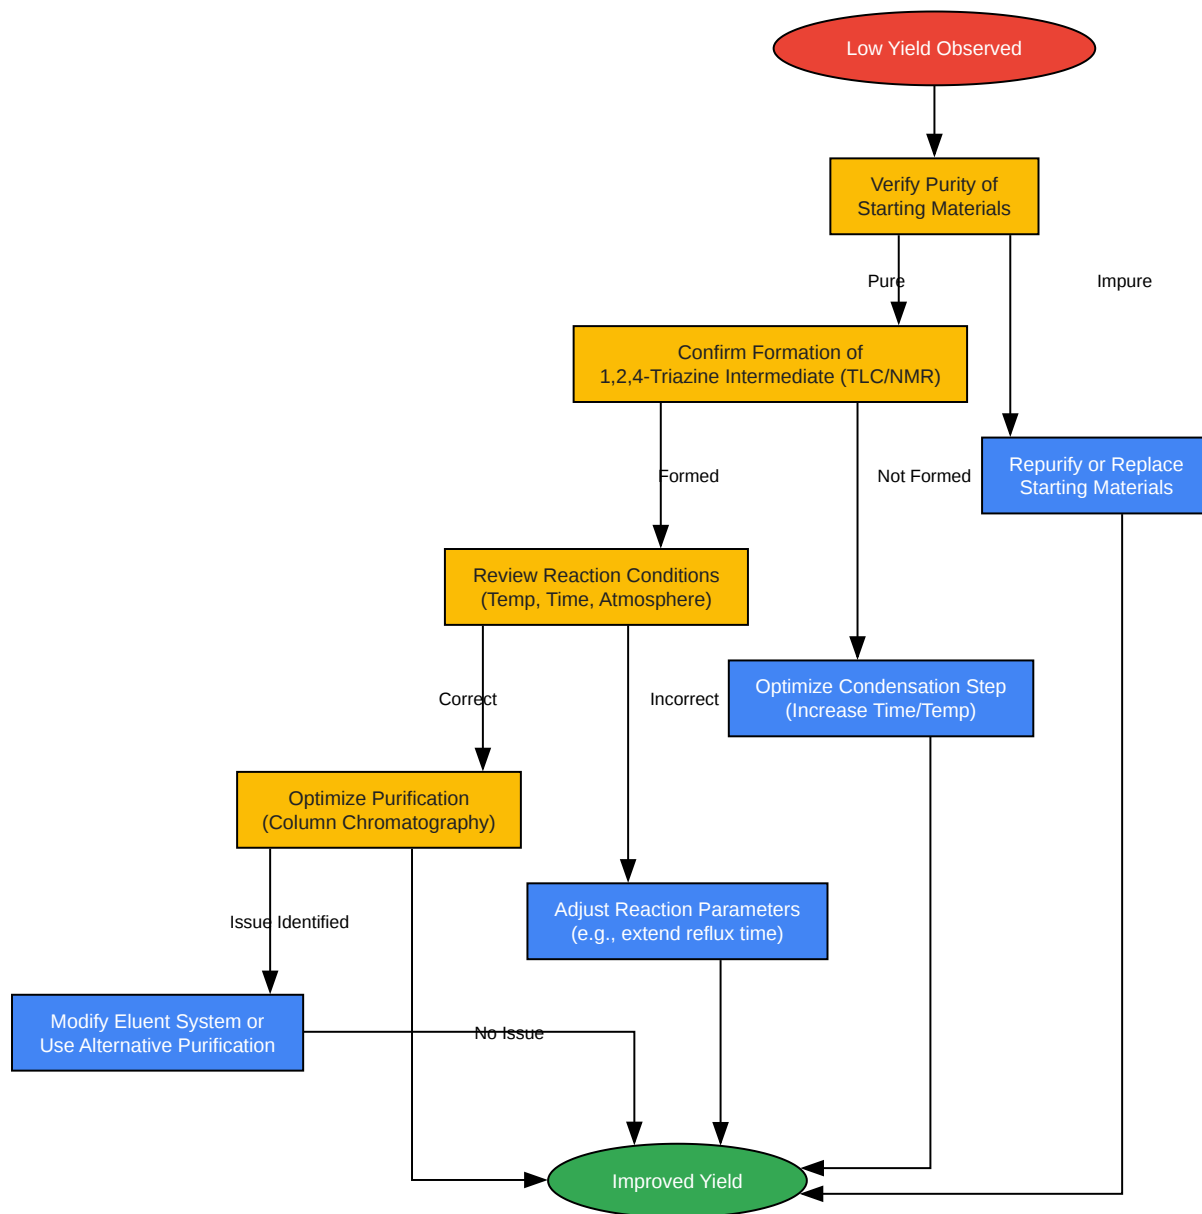 Low Yield Observed
Verify Purity of
Starting Materials
Pure
Impure
Confirm Formation of
1,2,4-Triazine Intermediate (TLC/NMR)
Formed
Not Formed
Repurify or Replace
Starting Materials
Review Reaction Conditions
(Temp, Time, Atmosphere)
Correct
Incorrect
Optimize Condensation Step
(Increase Time/Temp)
Optimize Purification
(Column Chromatography)
Issue Identified
Adjust Reaction Parameters
(e.g., extend reflux time)
Modify Eluent System or
Use Alternative Purification
No Issue
Improved Yield